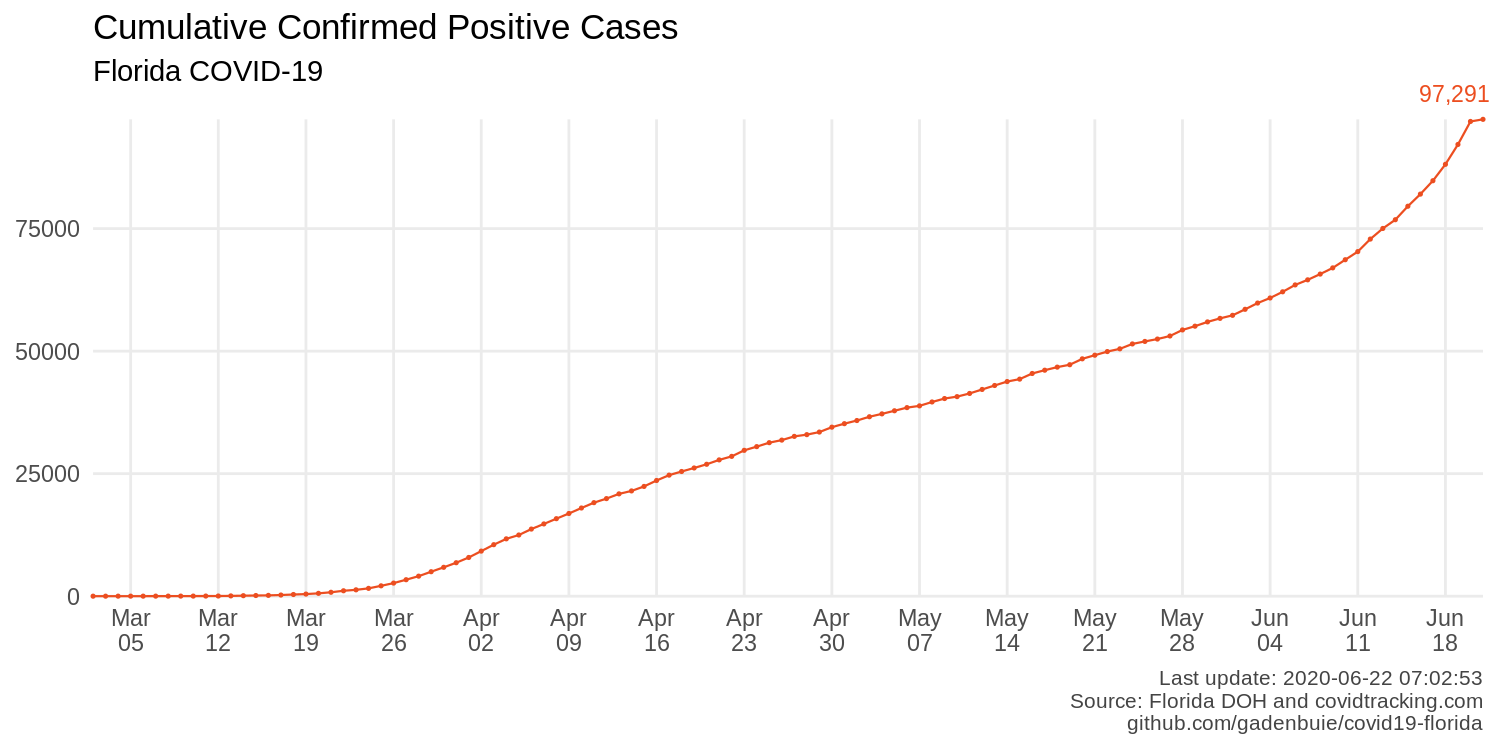 Cumulative Confirmed Positive Cases
Florida COVID-19
97,291
75000
50000
25000
0
Mar Mar Mar Mar Apr Apr Apr Apr Apr May May May May Jun Jun Jun
05 12 19 26 02 09 16 23 30 07 14 21 28 04 11 18
Last update: 2020-06-22 07:02:53
Source: Florida DOH and covidtracking.com
github.com/gadenbuie/covid19-florida